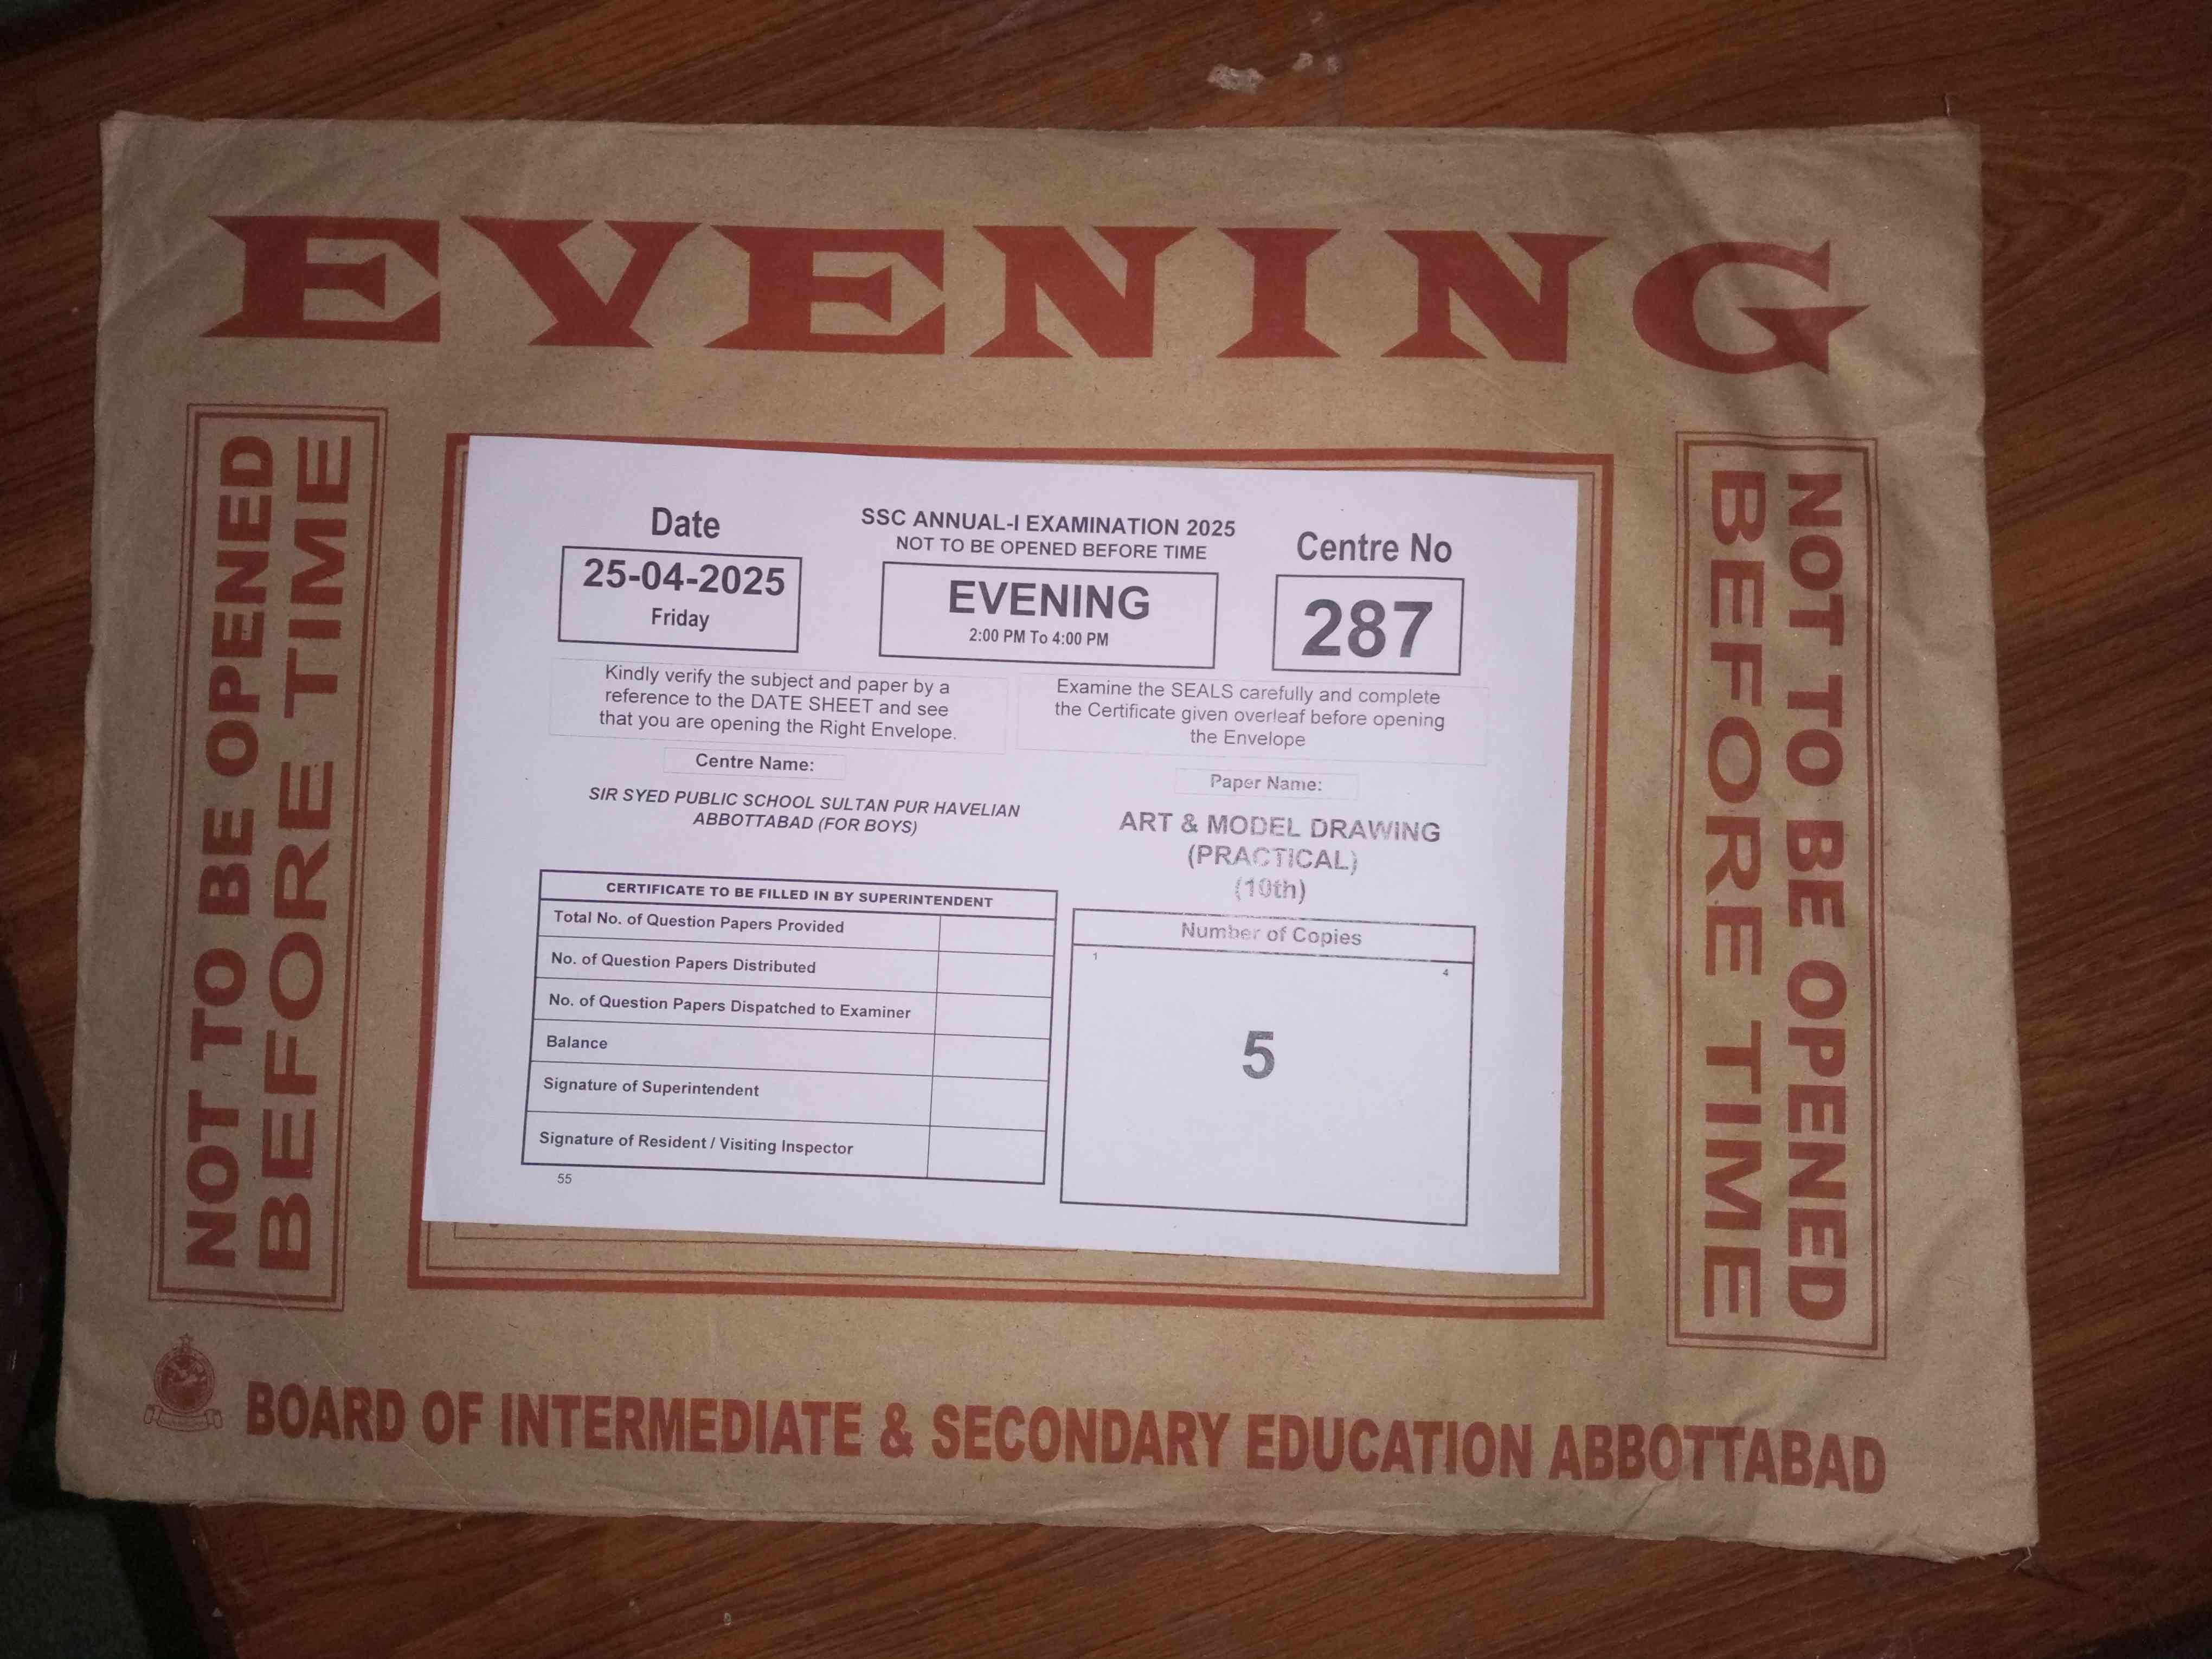 EVENING
NOT TO BE OPENED
BEFORE TIME
Date
25-04-2025
Friday
SSC ANNUAL-I EXAMINATION 2025
NOT TO BE OPENED BEFORE TIME
EVENING
2:00 PM To 4:00 PM
Centre No
287
Kindly verify the subject and paper by a
reference to the DATE SHEET and see
that you are opening the Right Envelope.
Examine the SEALS carefully and complete
the Certificate given overleaf before opening
the Envelope
Centre Name:
SIR SYED PUBLIC SCHOOL SULTAN PUR HAVELIAN
ABBOTTABAD (FOR BOYS)
Paper Name:
ART & MODEL DRAWING
(PRACTICAL)
(10th)
CERTIFICATE TO BE FILLED IN BY SUPERINTENDENT
Total No. of Question Papers Provided
No. of Question Papers Distributed
No. of Question Papers Dispatched to Examiner
Balance
Signature of Superintendent
Signature of Resident / Visiting Inspector
55
Number of Copies
1
4
5
NOT TO BE OPENED
BEFORE TIME
BOARD OF INTERMEDIATE & SECONDARY EDUCATION ABBOTTABAD